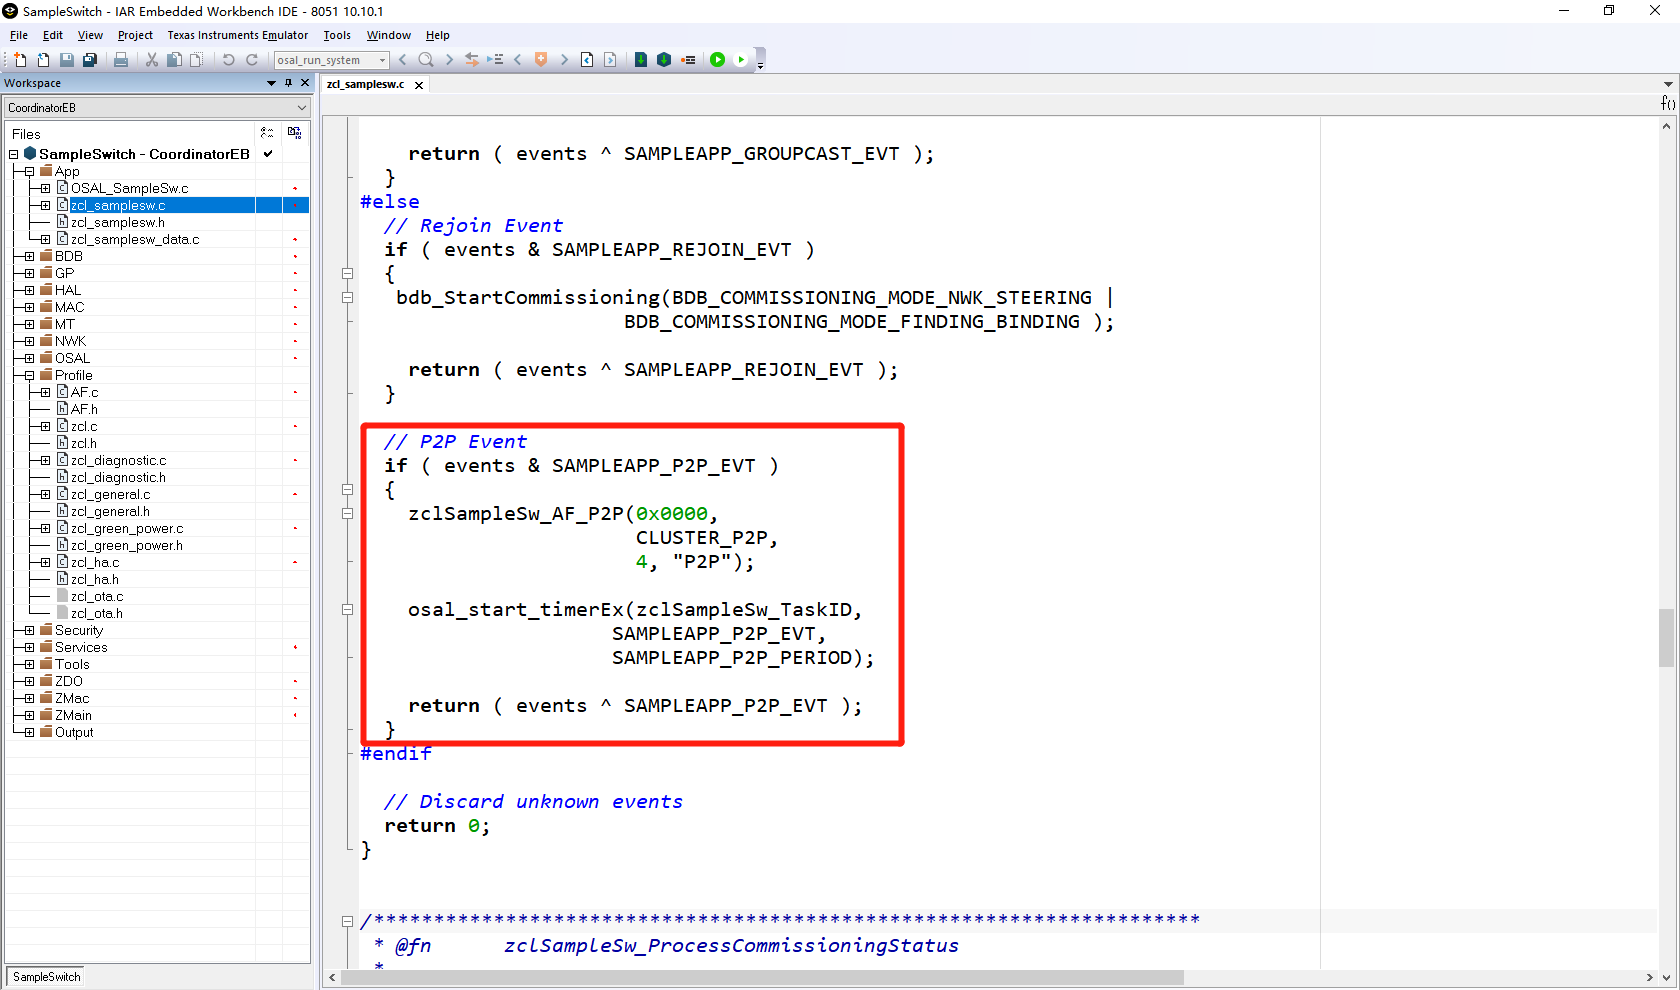 SampleSwitch - IAR Embedded Workbench IDE - 8051 10.10.1
File Edit View Project Texas Instruments Emulator Tools Window Help
osal_run_system
Workspace
zcl_samplesw.c
CoordinatorEB
Files
SampleSwitch - CoordinatorEB
App
OSAL_SampleSw.c
zcl_samplesw.c
zcl_samplesw.h
zcl_samplesw_data.c
BDB
GP
HAL
MAC
MT
NWK
OSAL
Profile
AF.c
AF.h
zcl.c
zcl.h
zcl_diagnostic.c
zcl_diagnostic.h
zcl_general.c
zcl_general.h
zcl_green_power.c
zcl_green_power.h
zcl_ha.c
zcl_ha.h
zcl_ota.c
zcl_ota.h
Security
Services
Tools
ZDO
ZMac
ZMain
Output
SampleSwitch
f()
return ( events ^ SAMPLEAPP_GROUPCAST_EVT );
}
#else
// Rejoin Event
if ( events & SAMPLEAPP_REJOIN_EVT )
{
bdb_StartCommissioning(BDB_COMMISSIONING_MODE_NWK_STEERING |
BDB_COMMISSIONING_MODE_FINDING_BINDING );
return ( events ^ SAMPLEAPP_REJOIN_EVT );
}
// P2P Event
if ( events & SAMPLEAPP_P2P_EVT )
{
zclSampleSw_AF_P2P(0x0000,
CLUSTER_P2P,
4, "P2P");
osal_start_timerEx(zclSampleSw_TaskID,
SAMPLEAPP_P2P_EVT,
SAMPLEAPP_P2P_PERIOD);
return ( events ^ SAMPLEAPP_P2P_EVT );
}
#endif
// Discard unknown events
return 0;
}
/*********************************************************************
* @fn zclSampleSw_ProcessCommissioningStatus
*